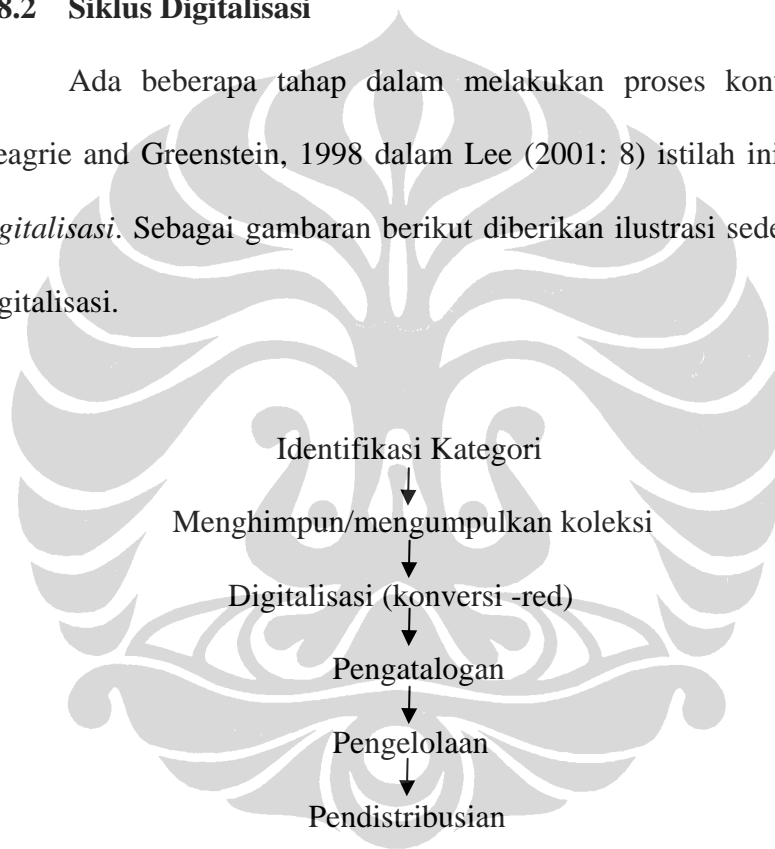 8.2 Siklus Digitalisasi
Ada beberapa tahap dalam melakukan proses kon
eagrie and Greenstein, 1998 dalam Lee (2001: 8) istilah ini
gitalisasi. Sebagai gambaran berikut diberikan ilustrasi sede
gitalisasi.
Identifikasi Kategori
Menghimpun/mengumpulkan koleksi
Digitalisasi (konversi -red)
Pengatalogan
Pengelolaan
Pendistribusian